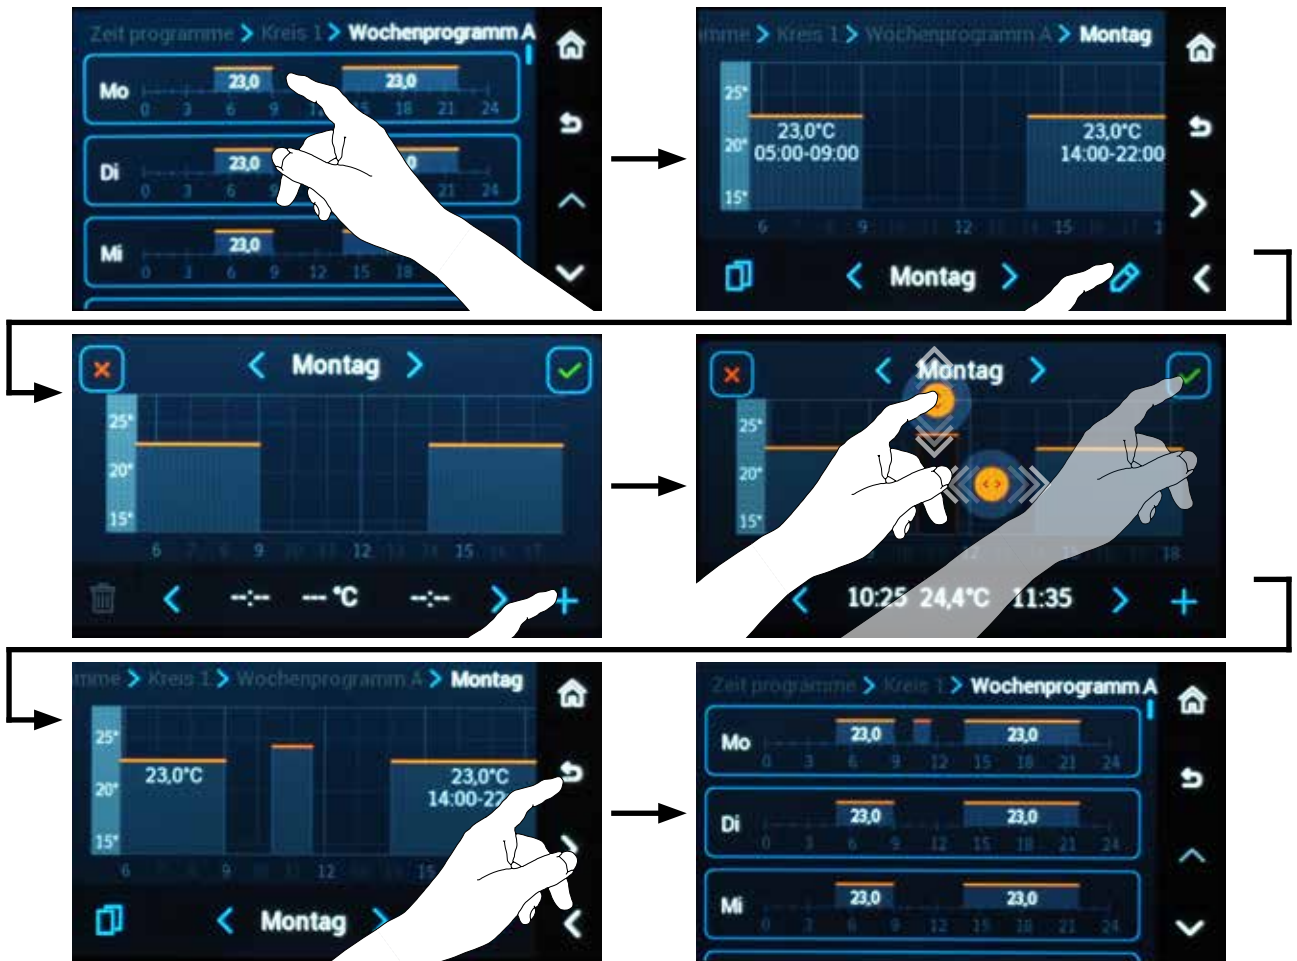 Zeit programme > Kreis 1 > Wochenprogramm A
Mo 23,0 23,0
0 3 6 9 15 18 21 24
Di 23,0 0
0 3 6 21 24
Mi 23,0
0 3 6 9 12 15 18
mme > Kreis 1 > Wochenprogramm A > Montag
25°
20°
15°
23,0°C 23,0°C
05:00-09:00 14:00-22:00
6 9 12 15 1
< Montag >
< Montag >
25°
20°
15°
6 9 12 15
< --:-- --- °C --:-- > +
< Montag >
25°
20°
15°
12 18
< 10:25 24,4°C 11:35 > +
mme > Kreis 1 > Wochenprogramm A > Montag
25°
20°
15°
23,0°C 23,0°C
14:00-22
6 9 12 15
< Montag >
Zeit programme > Kreis 1 > Wochenprogramm A
Mo 23,0 23,0
0 3 6 9 12 15 18 21 24
Di 23,0 23,0
0 3 6 9 12 15 18 21 24
Mi 23,0 23,0
0 3 6 9 12 15 18 21 24